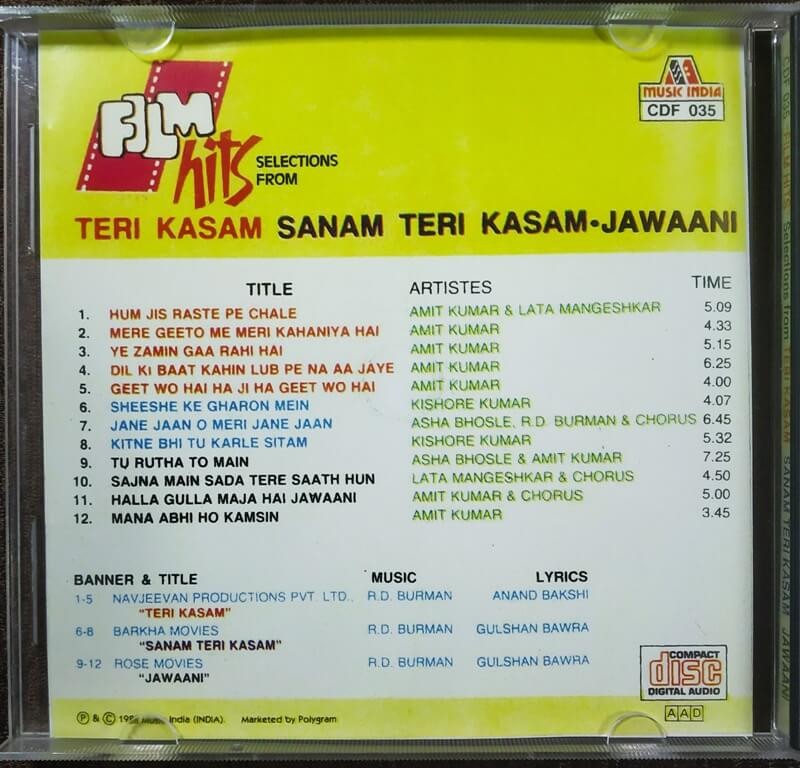 FILM
hits
SELECTIONS
FROM
MUSIC INDIA
CDF 035
TERI KASAM SANAM TERI KASAM•JAWAANI
TITLE ARTISTES TIME
1. HUM JIS RASTE PE CHALE AMIT KUMAR & LATA MANGESHKAR 5.09
2. MERE GEETO ME MERI KAHANIYA HAI AMIT KUMAR 4.33
3. YE ZAMIN GAA RAHI HAI AMIT KUMAR 5.15
4. DIL KI BAAT KAHIN LUB PE NA AA JAYE AMIT KUMAR 6.25
5. GEET WO HAI HA JI HA GEET WO HAI AMIT KUMAR 4.00
6. SHEESHE KE GHARON MEIN KISHORE KUMAR 4.07
7. JANE JAAN O MERI JANE JAAN ASHA BHOSLE, R.D. BURMAN & CHORUS 6.45
8. KITNE BHI TU KARLE SITAM KISHORE KUMAR 5.32
9. TU RUTHA TO MAIN ASHA BHOSLE & AMIT KUMAR 7.25
10. SAJNA MAIN SADA TERE SAATH HUN LATA MANGESHKAR & CHORUS 4.50
11. HALLA GULLA MAJA HAI JAWAANI AMIT KUMAR & CHORUS 5.00
12. MANA ABHI HO KAMSIN AMIT KUMAR 3.45
BANNER & TITLE MUSIC LYRICS
1-5 NAVJEEVAN PRODUCTIONS PVT. LTD., R.D. BURMAN ANAND BAKSHI
"TERI KASAM"
6-8 BARKHA MOVIES R.D. BURMAN GULSHAN BAWRA
"SANAM TERI KASAM"
9-12 ROSE MOVIES R.D. BURMAN GULSHAN BAWRA
"JAWAANI"
COMPACT
disc
DIGITAL AUDIO
AAD
Ⓟ & © Music India (INDIA). Marketed by Polygram
CDF 035 FILM HITS Selections from TERI KASAM SANAM TERI KASAM JAWAANI